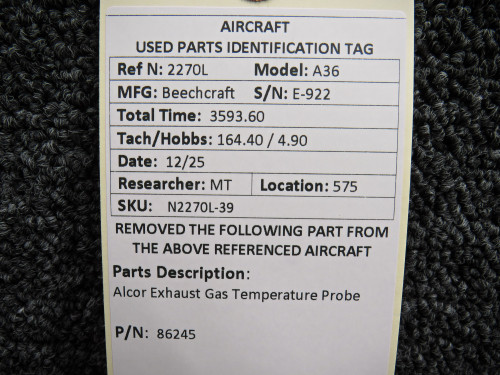 AIRCRAFT
USED PARTS IDENTIFICATION TAG
Ref N: 2270L Model: A36
MFG: Beechcraft S/N: E-922
Total Time: 3593.60
Tach/Hobbs: 164.40 / 4.90
Date: 12/25
Researcher: MT Location: 575
SKU: N2270L-39
REMOVED THE FOLLOWING PART FROM
THE ABOVE REFERENCED AIRCRAFT
Parts Description:
Alcor Exhaust Gas Temperature Probe
P/N: 86245